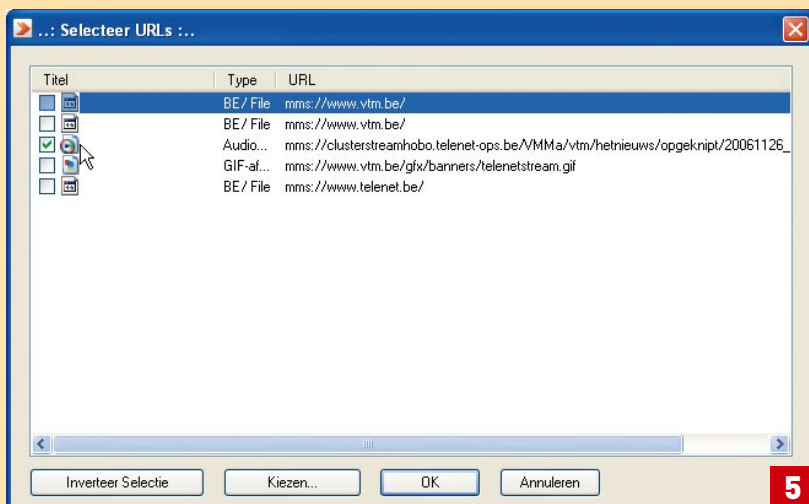 ..: Selecteer URLs :..
Titel Type URL
BE/ File mms://www.vtm.be/
BE/ File mms://www.vtm.be/
Audio... mms://clusterstreamhobo.telenet-ops.be/VMMa/vtm/hetnieuws/opgeknipt/20061126_
GIF-af... mms://www.vtm.be/gfx/banners/telenetstream.gif
BE/ File mms://www.telenet.be/
Inverteer Selectie Kiezen... OK Annuleren
5